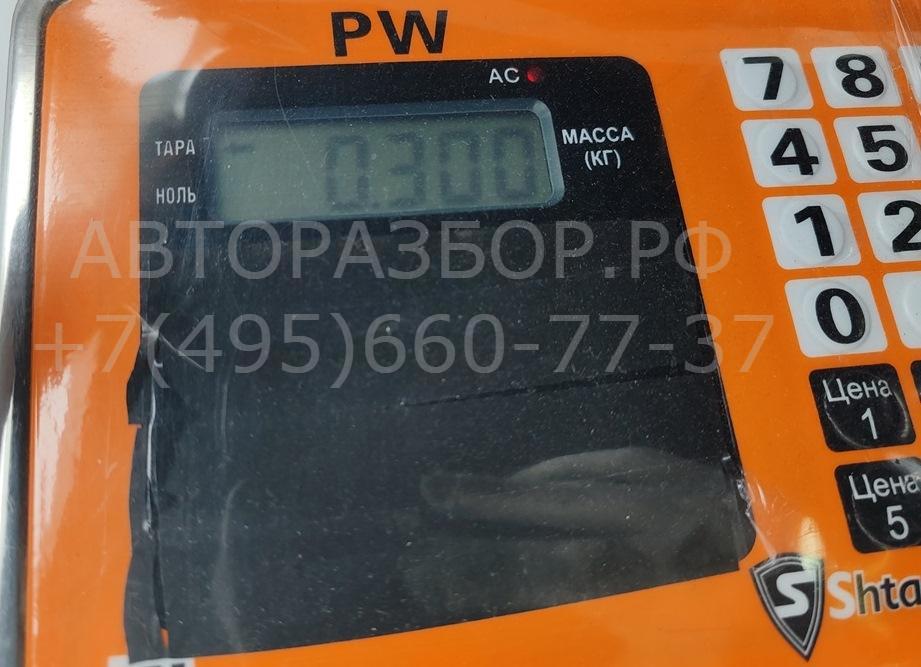 PW
AC
ТАРА
НОЛЬ
0.300
МАССА
(КГ)
7 8
4 5
1 2
0
Цена
1
Цена
5
S Shta
АВТОРАЗБОР.РФ
+7(495)660-77-37